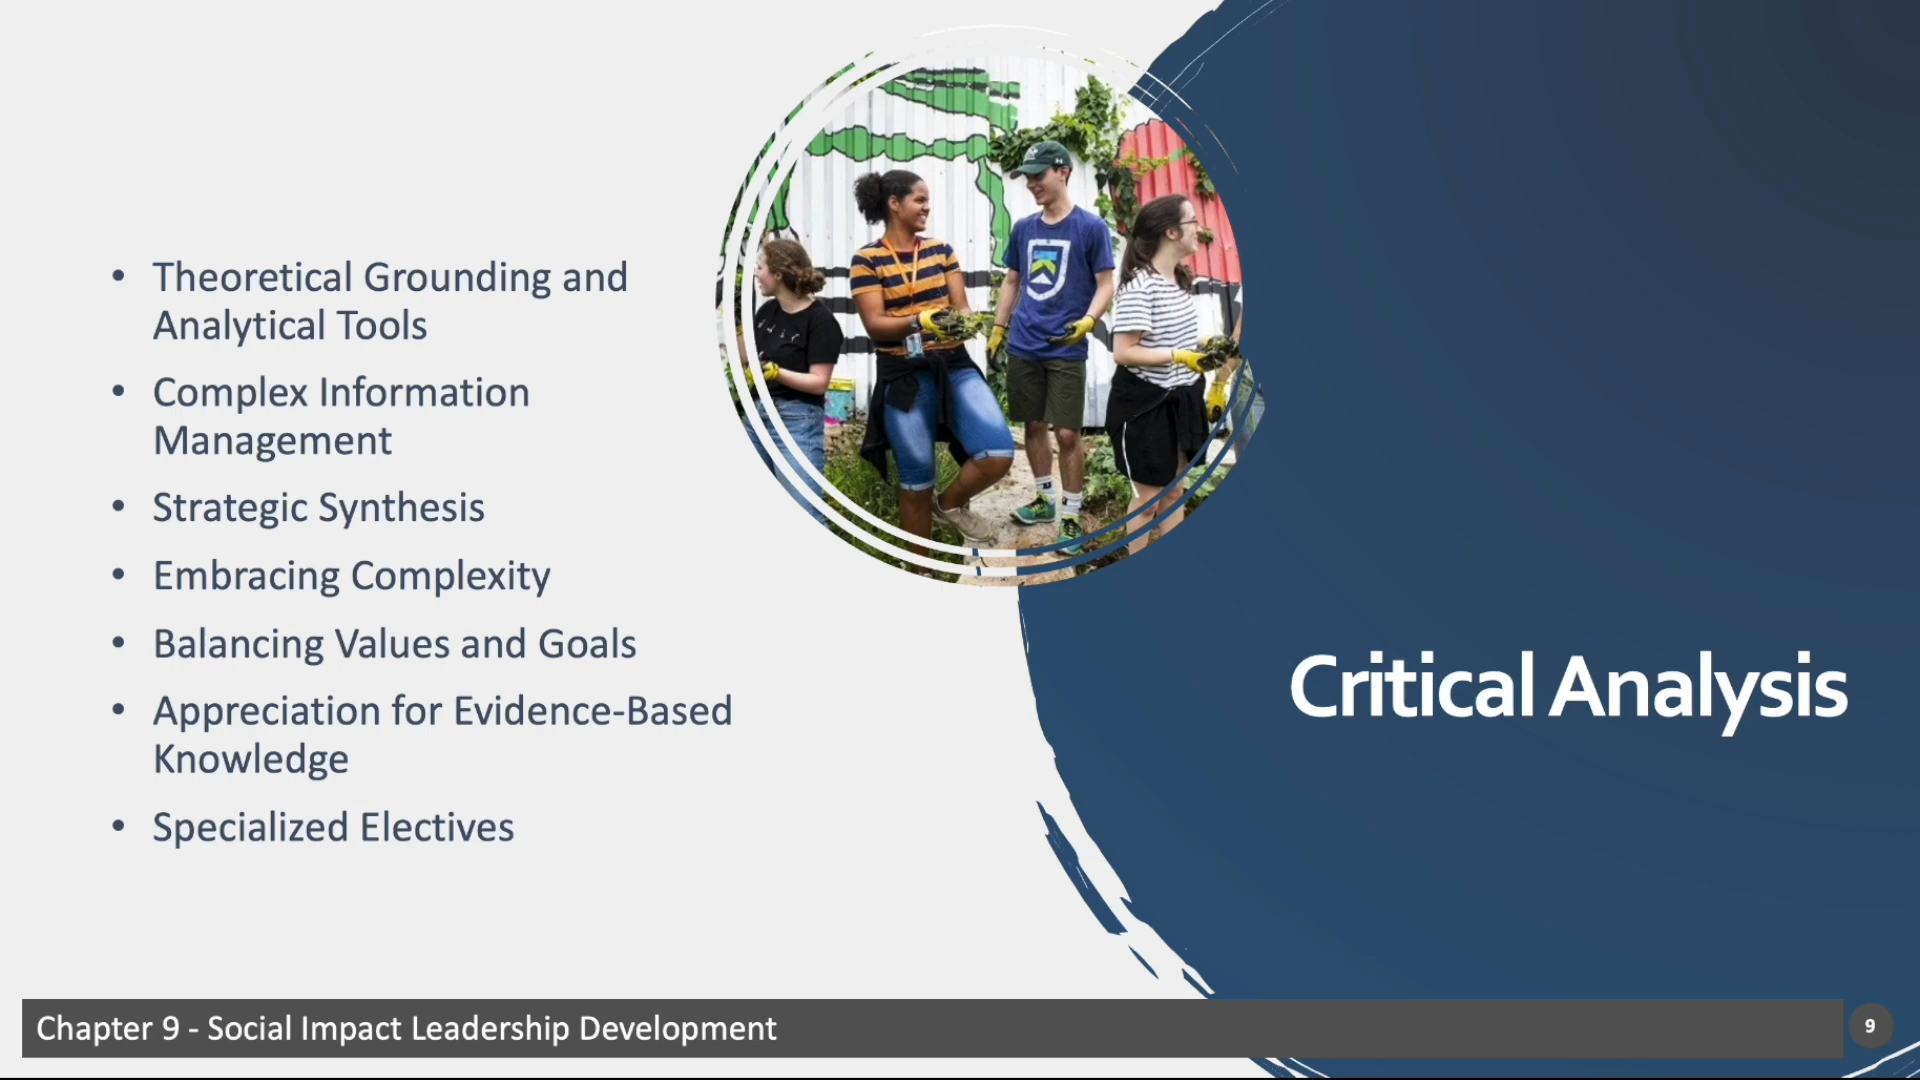 • Theoretical Grounding and
Analytical Tools
• Complex Information
Management
• Strategic Synthesis
• Embracing Complexity
• Balancing Values and Goals
• Appreciation for Evidence-Based
Knowledge
• Specialized Electives
Critical Analysis
Chapter 9 - Social Impact Leadership Development
9